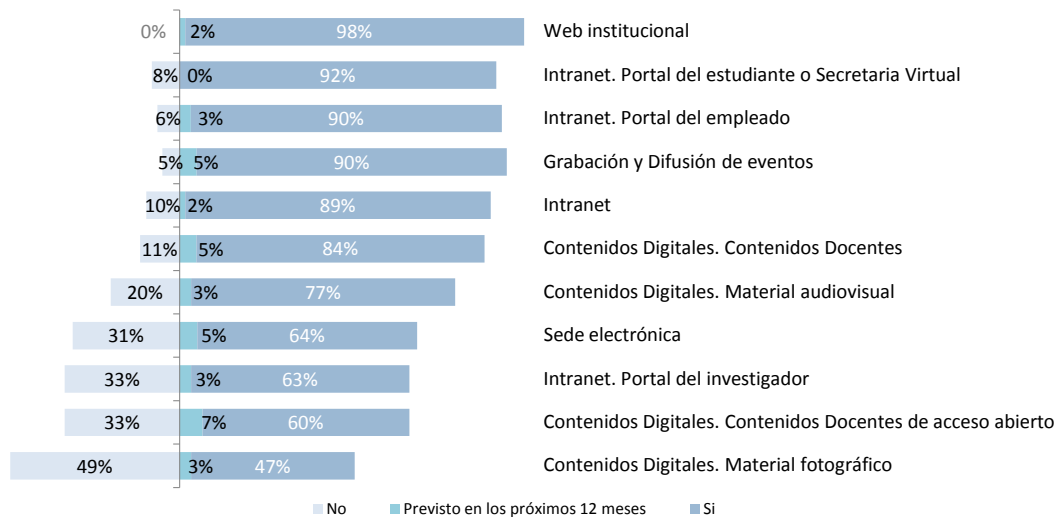 0% 2% 98% Web institucional
8% 0% 92% Intranet. Portal del estudiante o Secretaria Virtual
6% 3% 90% Intranet. Portal del empleado
5% 5% 90% Grabación y Difusión de eventos
10% 2% 89% Intranet
11% 5% 84% Contenidos Digitales. Contenidos Docentes
20% 3% 77% Contenidos Digitales. Material audiovisual
31% 5% 64% Sede electrónica
33% 3% 63% Intranet. Portal del investigador
33% 7% 60% Contenidos Digitales. Contenidos Docentes de acceso abierto
49% 3% 47% Contenidos Digitales. Material fotográfico
No Previsto en los próximos 12 meses Si